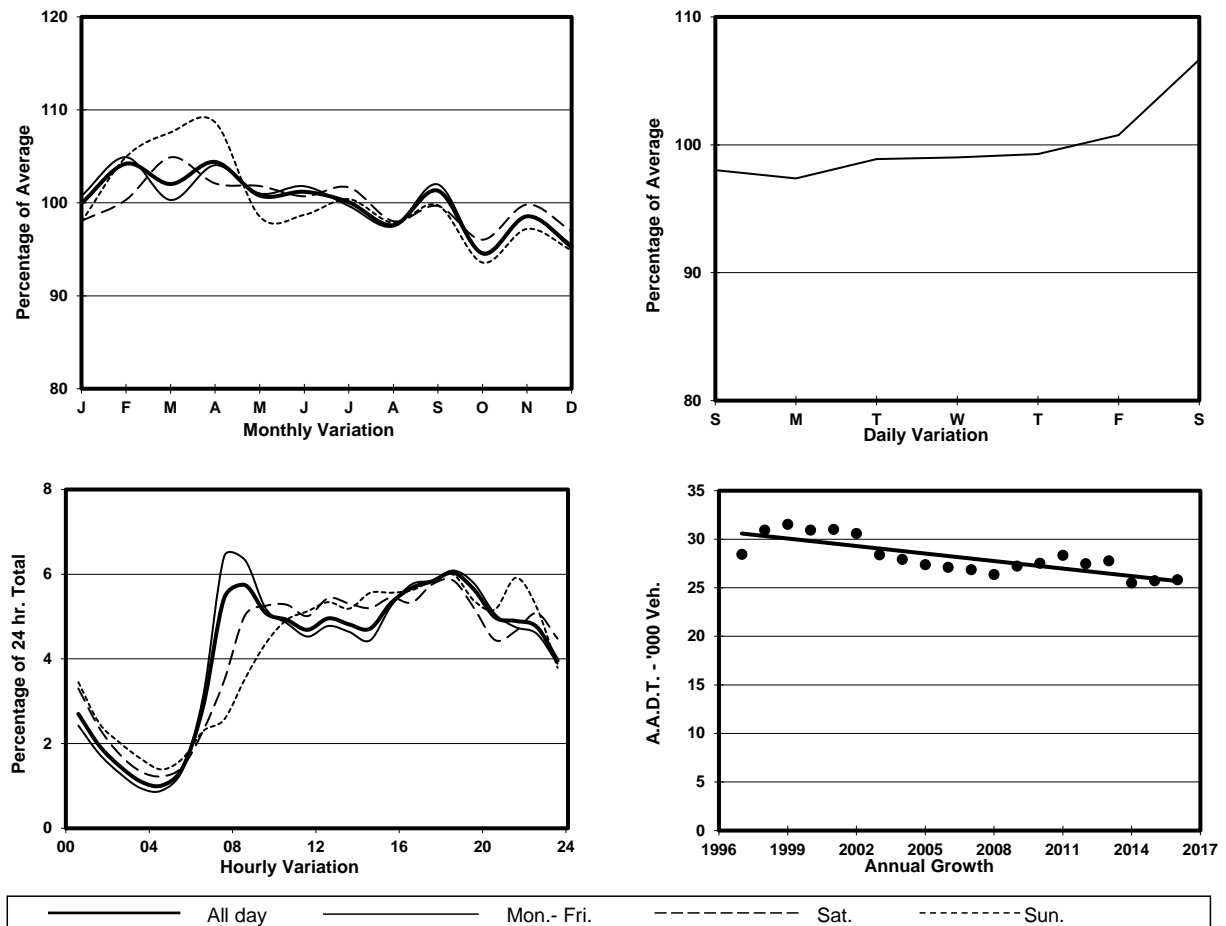 120
110
100
90
80
Percentage of Average
J F M A M J J A S O N D
Monthly Variation
110
100
90
80
Percentage of Average
S M T W T F S
Daily Variation
8
6
4
2
0
Percentage of 24 hr. Total
00 04 08 12 16 20 24
Hourly Variation
35
30
25
20
15
10
5
0
A.A.D.T. - '000 Veh.
1996 1999 2002 2005 2008 2011 2014 2017
Annual Growth
All day Mon.- Fri. Sat. Sun.